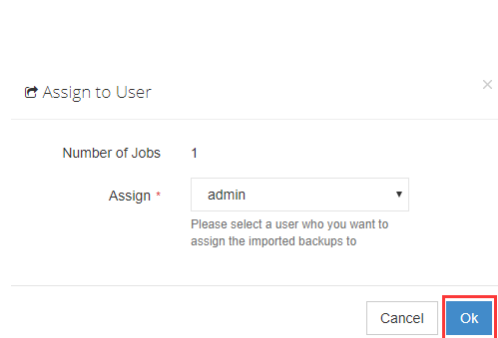 Assign to User
×
Number of Jobs 1
Assign * admin
Please select a user who you want to
assign the imported backups to
Cancel Ok